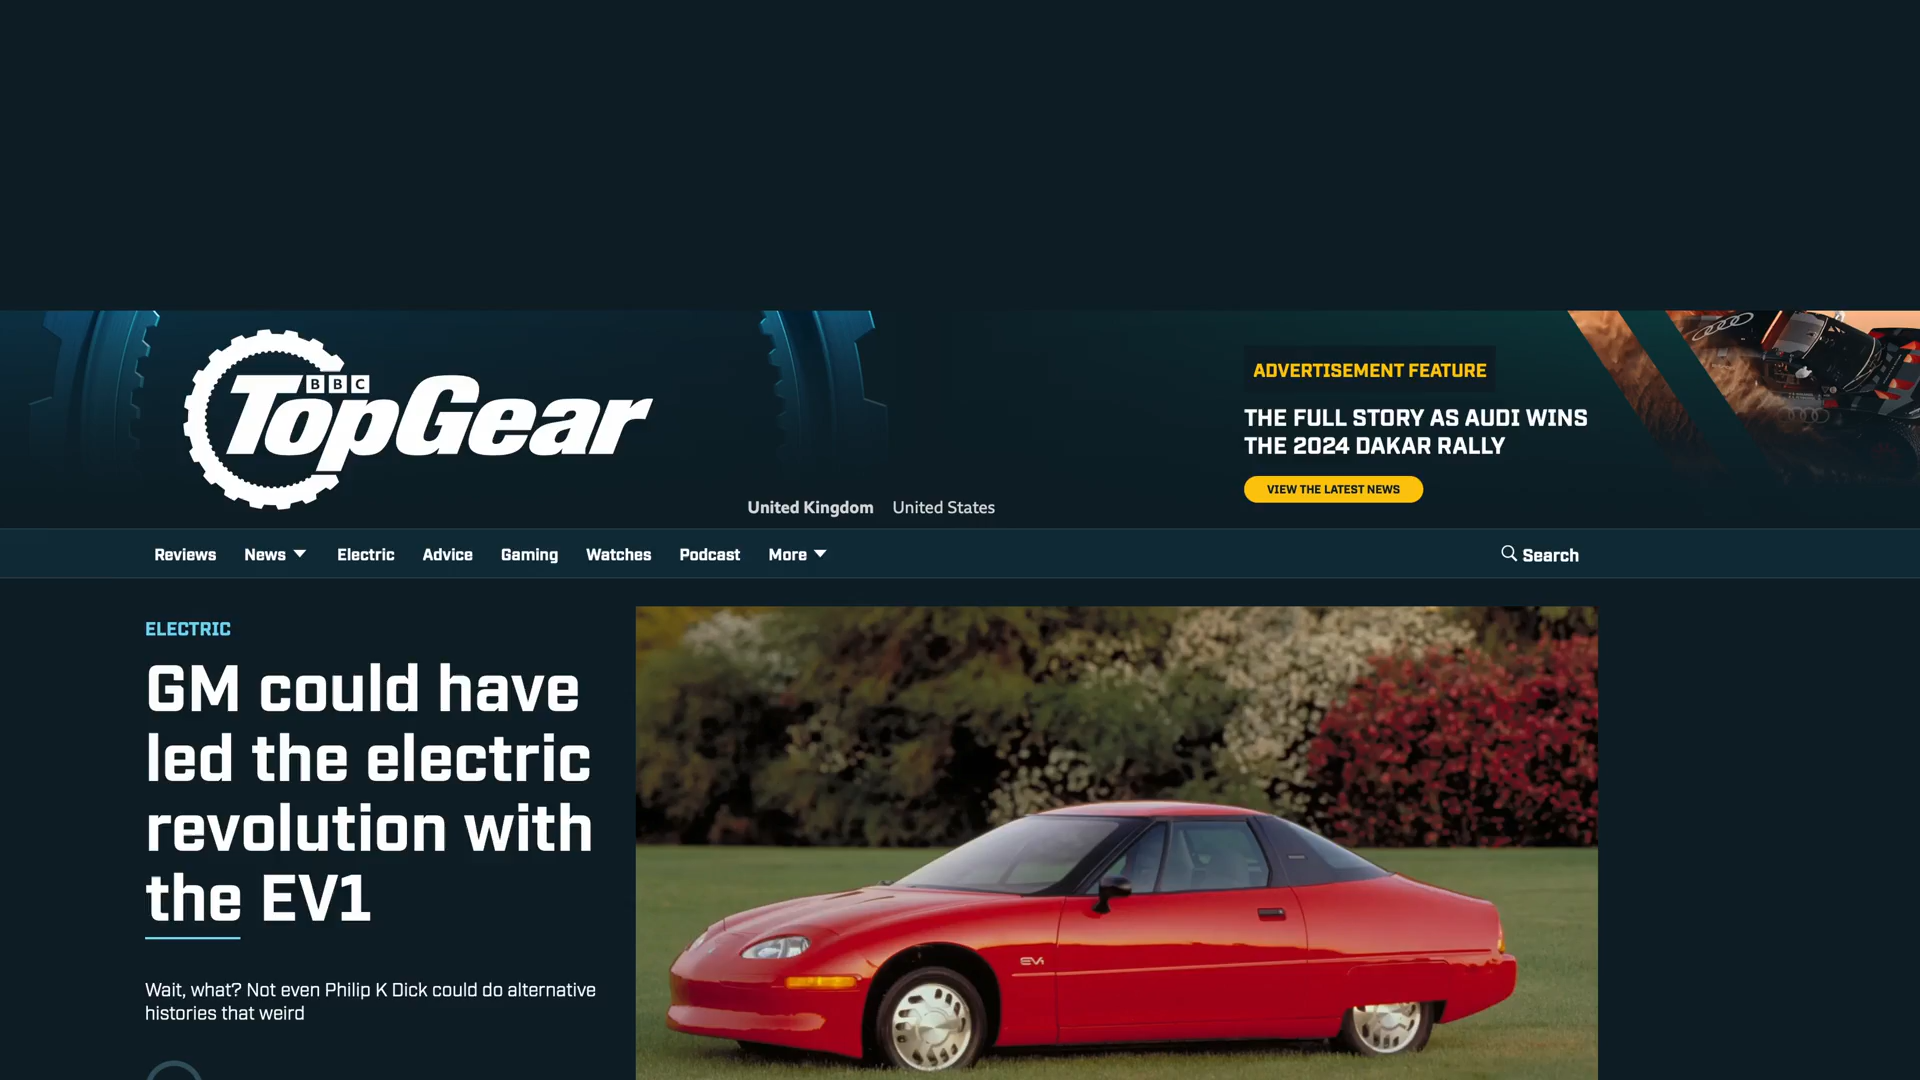 BBC
TopGear
ADVERTISEMENT FEATURE
THE FULL STORY AS AUDI WINS
THE 2024 DAKAR RALLY
VIEW THE LATEST NEWS
United Kingdom United States
Reviews News Electric Advice Gaming Watches Podcast More Search
ELECTRIC
GM could have
led the electric
revolution with
the EV1
Wait, what? Not even Philip K Dick could do alternative
histories that weird
EV1